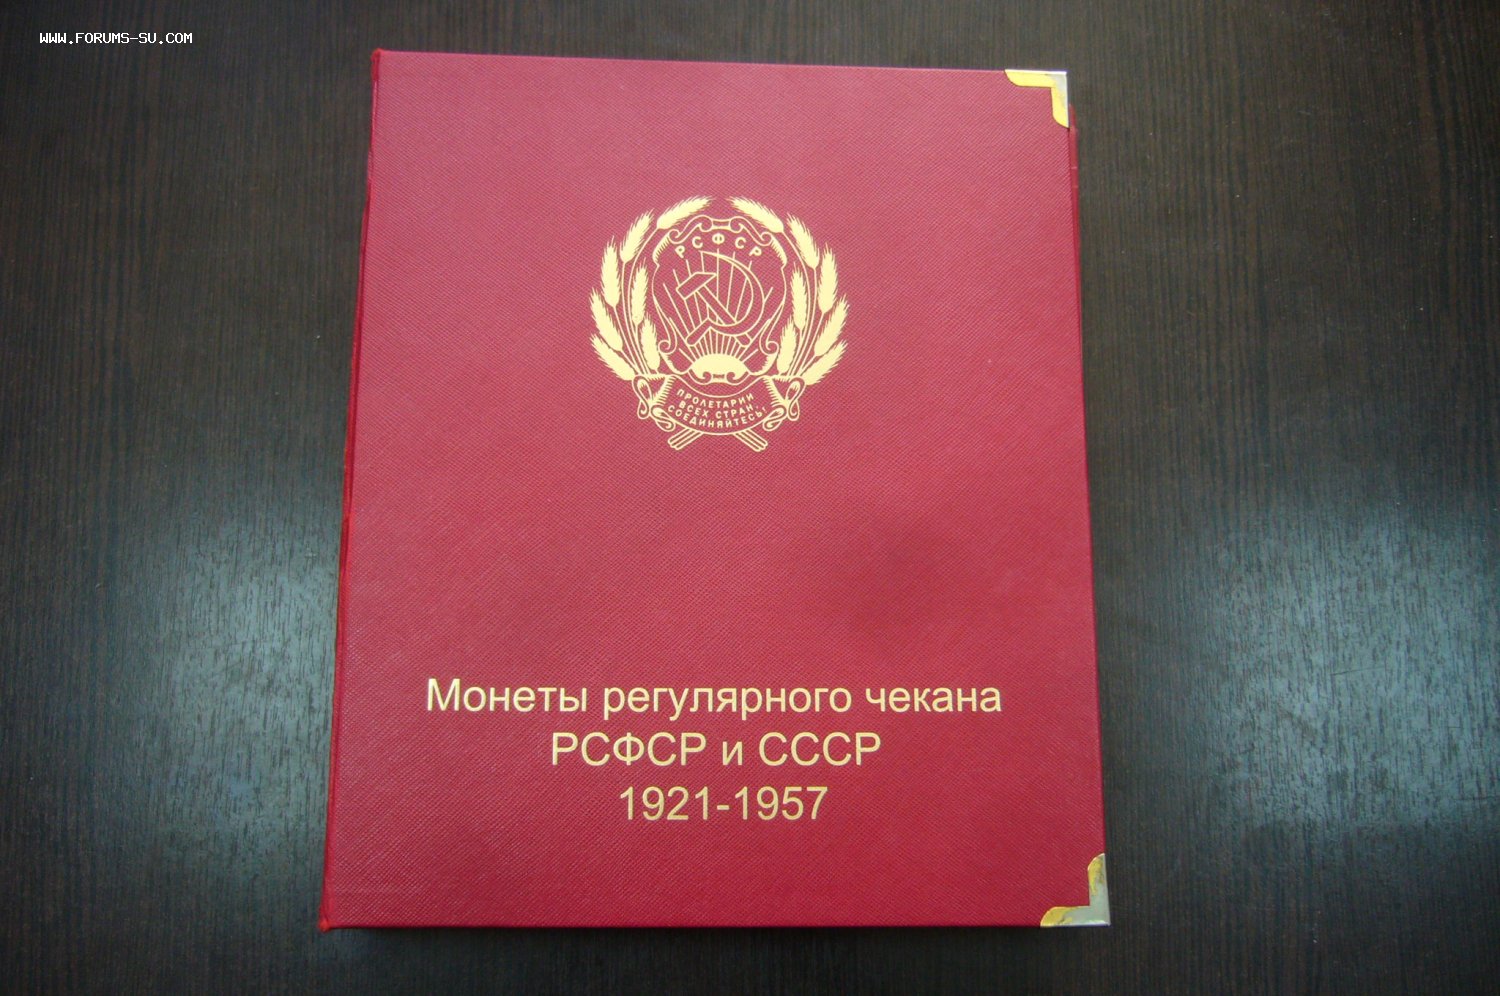 WWW.FORUMS-SU.COM
РСФСР
ПРОЛЕТАРИИ
ВСЕХ СТРАН,
СОЕДИНЯЙТЕСЬ!
Монеты регулярного чекана
РСФСР и СССР
1921-1957